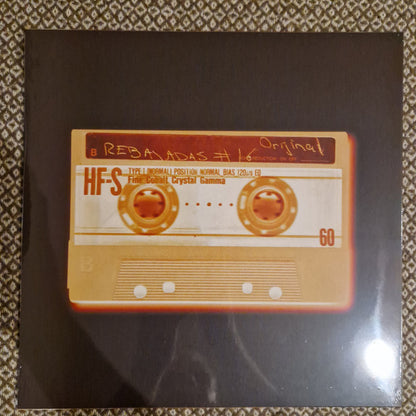 B REBAJADAS #16 Original
TYPE I (NORMAL) POSITION NORMAL BIAS 120µs EQ
HF-S
Fine Cobalt Crystal Gamma
60
B